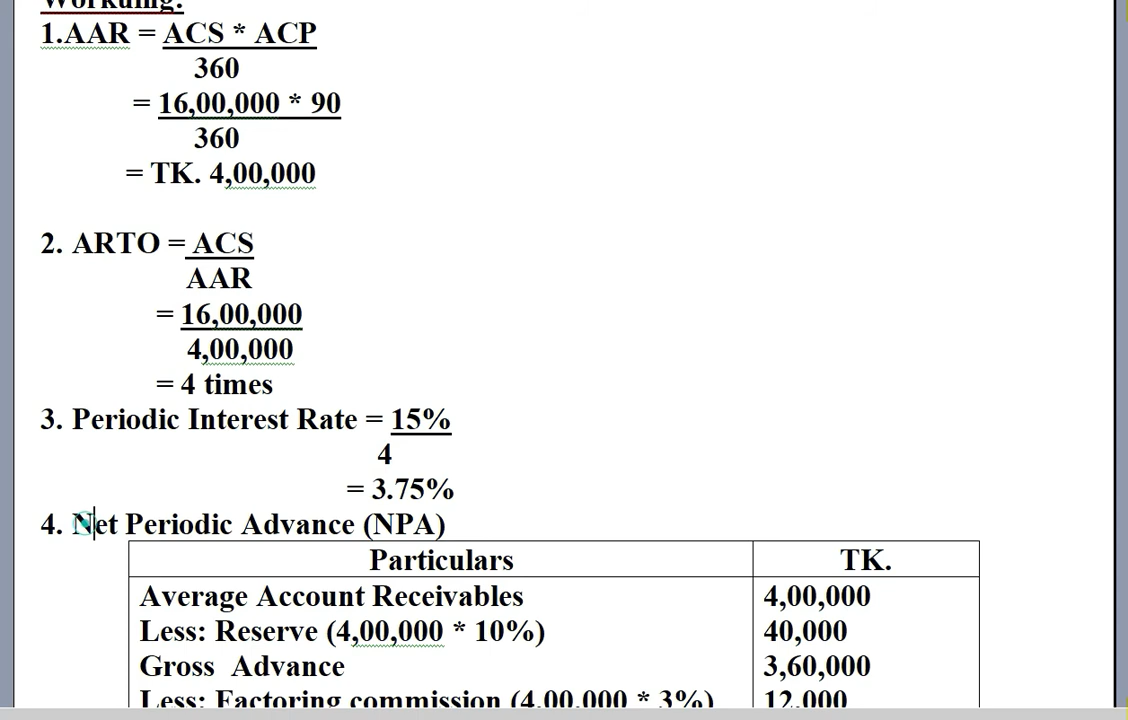 Working:
1.AAR = ACS * ACP
360
= 16,00,000 * 90
360
= TK. 4,00,000
2. ARTO = ACS
AAR
= 16,00,000
4,00,000
= 4 times
3. Periodic Interest Rate = 15%
4
= 3.75%
4. Net Periodic Advance (NPA)
Particulars TK.
Average Account Receivables 4,00,000
Less: Reserve (4,00,000 * 10%) 40,000
Gross Advance 3,60,000
Less: Factoring commission (4,00,000 * 3%) 12,000